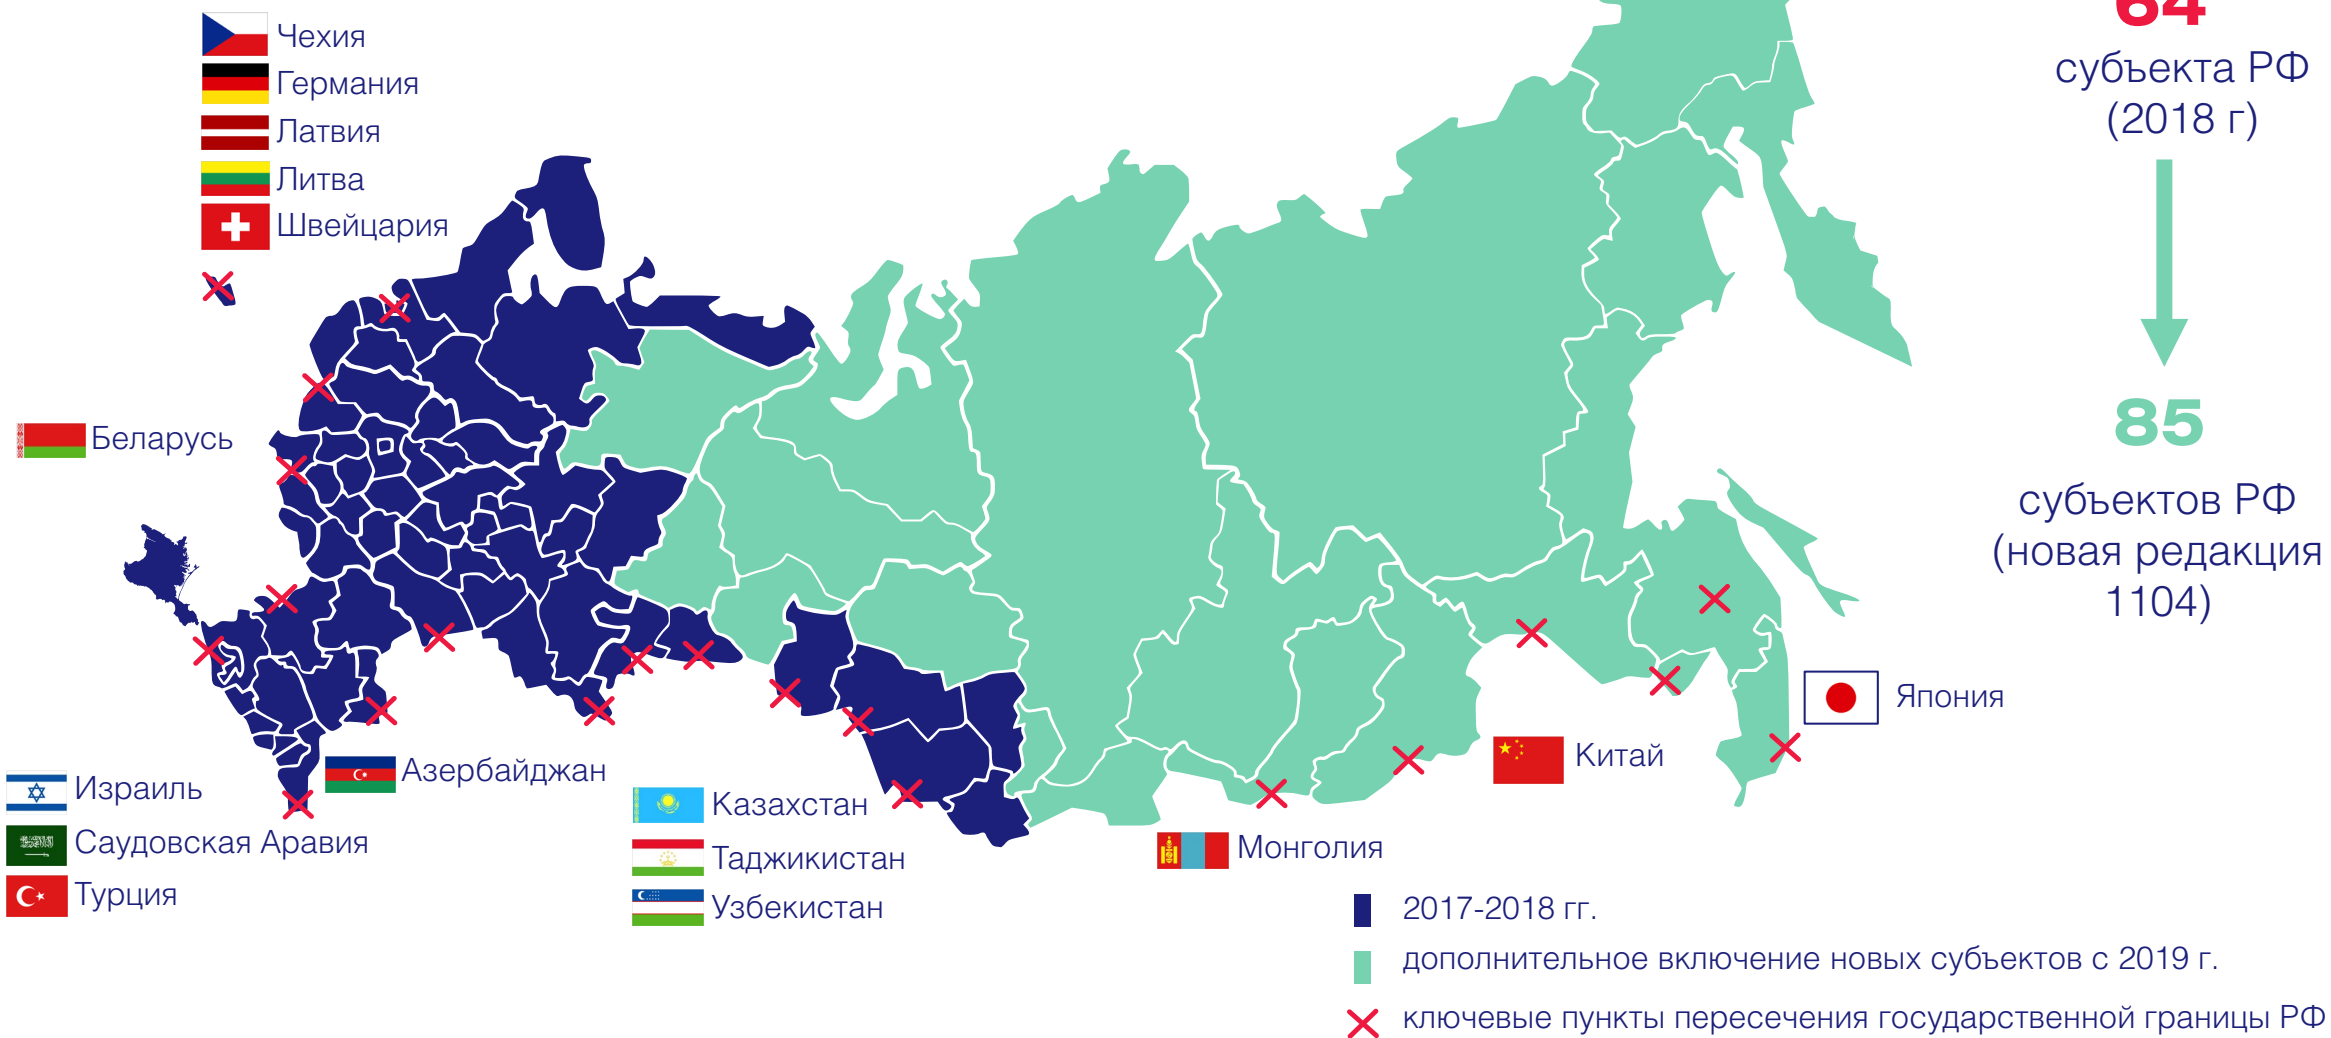 Чехия
Германия
Латвия
Литва
Швейцария
Беларусь
Израиль
Саудовская Аравия
Турция
Азербайджан
Казахстан
Таджикистан
Узбекистан
Монголия
Китай
Япония
64
субъекта РФ
(2018 г)
85
субъектов РФ
(новая редакция
1104)
2017-2018 гг.
дополнительное включение новых субъектов с 2019 г.
ключевые пункты пересечения государственной границы РФ